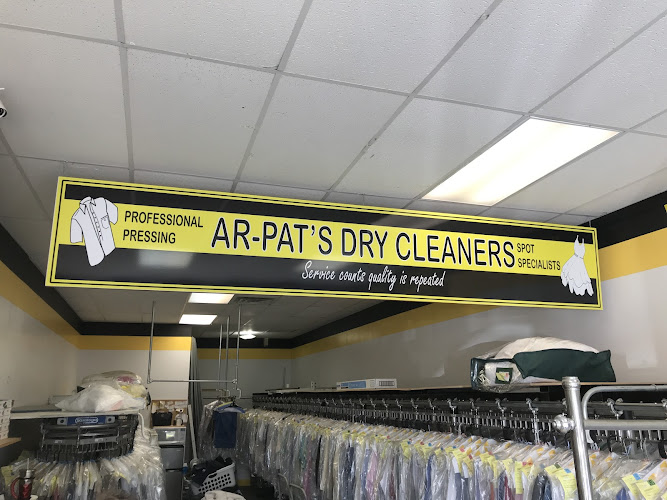 PROFESSIONAL
PRESSING
AR-PAT'S DRY CLEANERS
SPOT
SPECIALISTS
Service counts quality is repeated